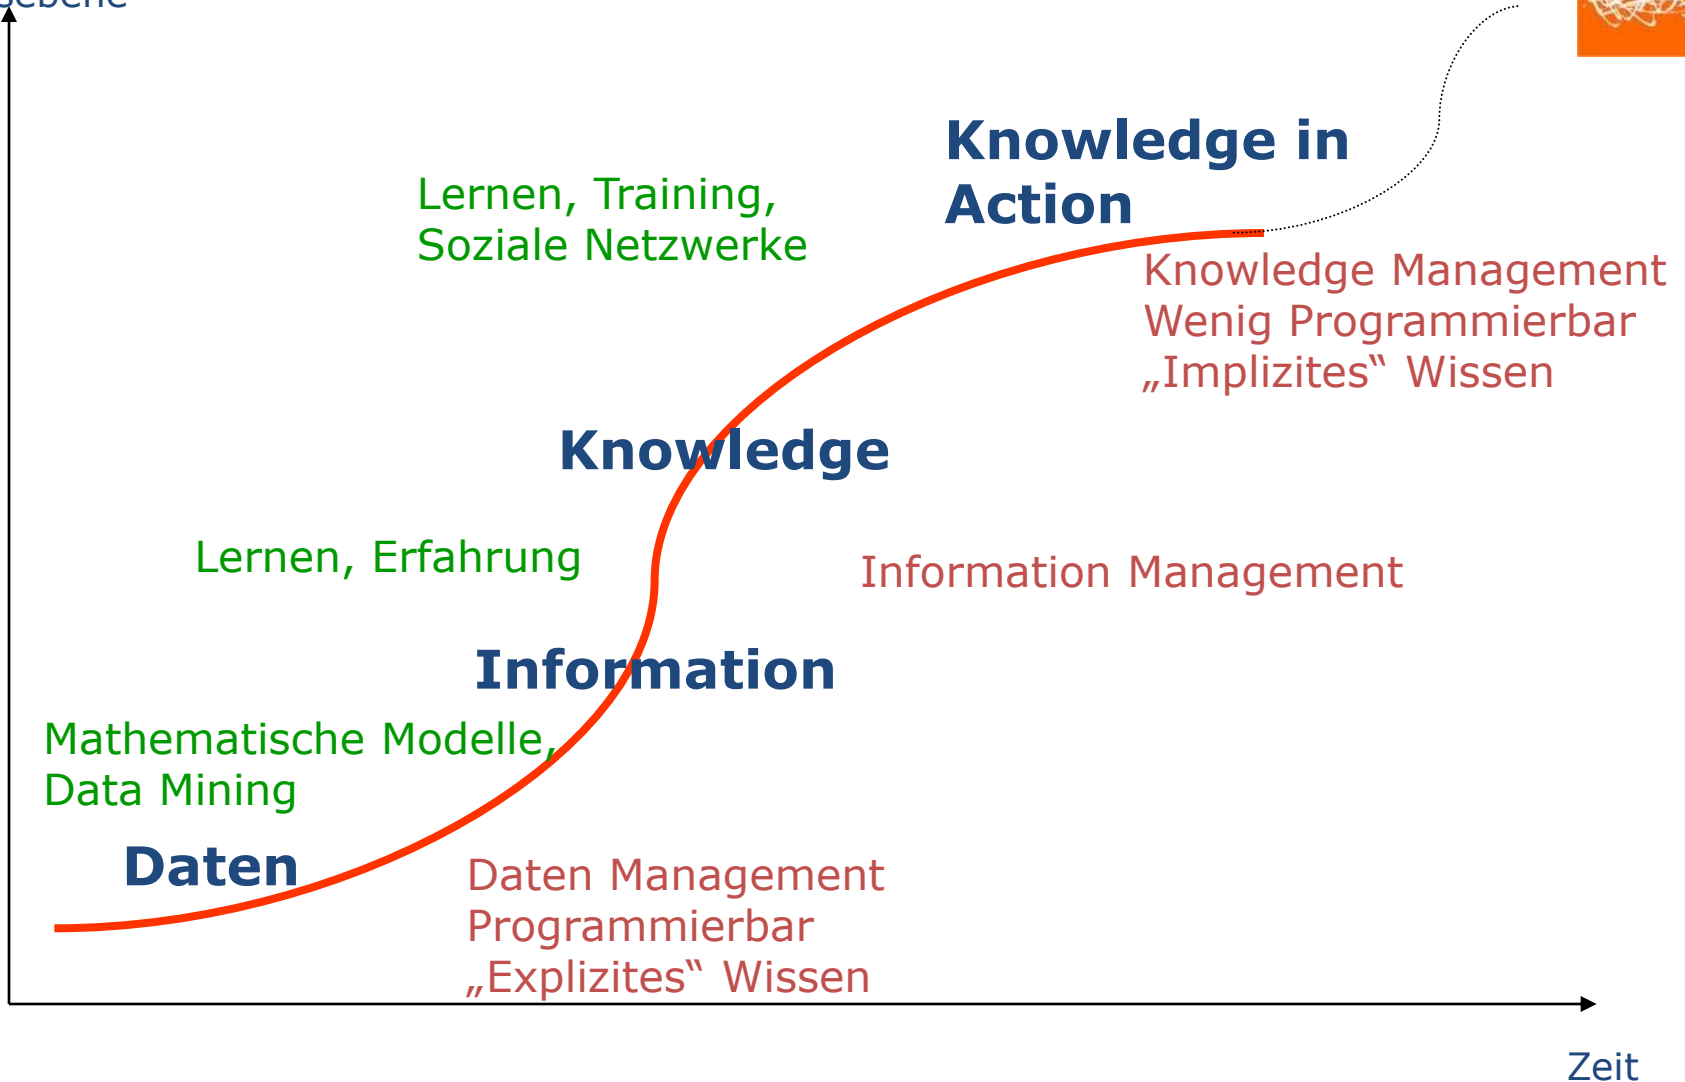 Knowledge in
Action
Lernen, Training,
Soziale Netzwerke
Knowledge Management
Wenig Programmierbar
„Implizites“ Wissen
Knowledge
Lernen, Erfahrung
Information Management
Information
Mathematische Modelle,
Data Mining
Daten
Daten Management
Programmierbar
„Explizites“ Wissen
Zeit